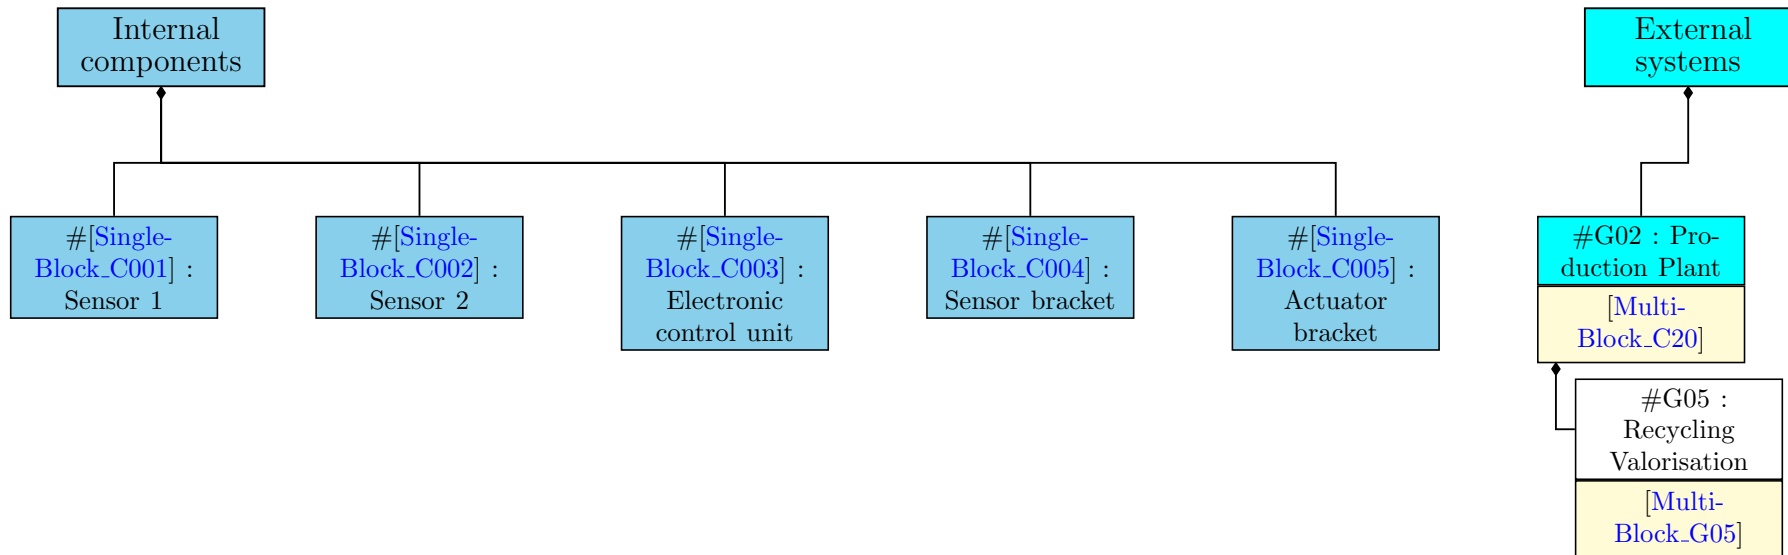 Internal
components
External
systems
#[Single-
Block_C001] :
Sensor 1
#[Single-
Block_C002] :
Sensor 2
#[Single-
Block_C003] :
Electronic
control unit
#[Single-
Block_C004] :
Sensor bracket
#[Single-
Block_C005] :
Actuator
bracket
#G02 : Pro-
duction Plant
[Multi-
Block_C20]
#G05 :
Recycling
Valorisation
[Multi-
Block_G05]